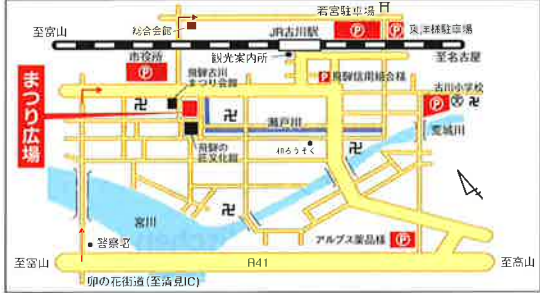 若宮駐車場
総合会館
至富山
JR古川駅
東洋様駐車場
市役所
観光案内所
至名古屋
飛騨古川
まつり会館
飛騨信用組合様
古川小学校
まつり広場
瀬戸川
荒城川
飛騨の
匠文化館
和ろうそく
宮川
警察署
アルプス薬品様
至富山
R41
至高山
卯の花街道(至清見IC)